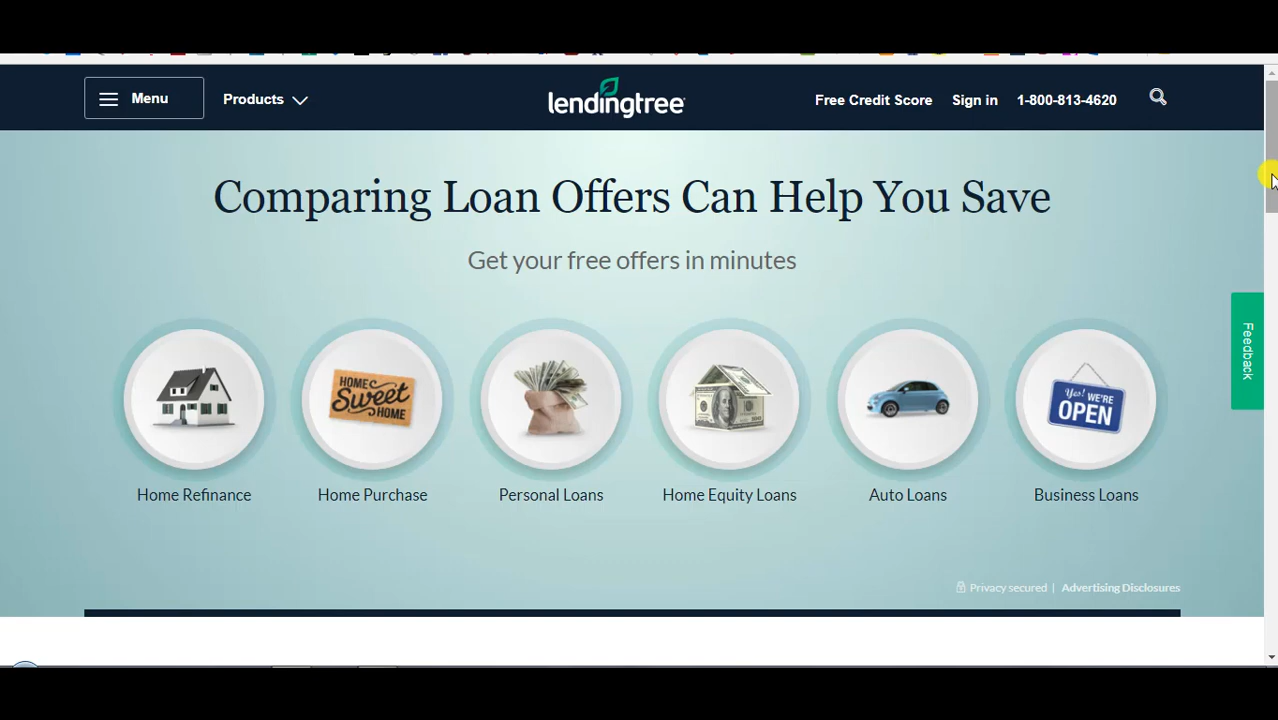 Menu
Products
lendingtree
Free Credit Score
Sign in
1-800-813-4620
Comparing Loan Offers Can Help You Save
Get your free offers in minutes
HOME
Sweet
HOME
Yes! WE'RE
OPEN
Home Refinance
Home Purchase
Personal Loans
Home Equity Loans
Auto Loans
Business Loans
Feedback
Privacy secured | Advertising Disclosures